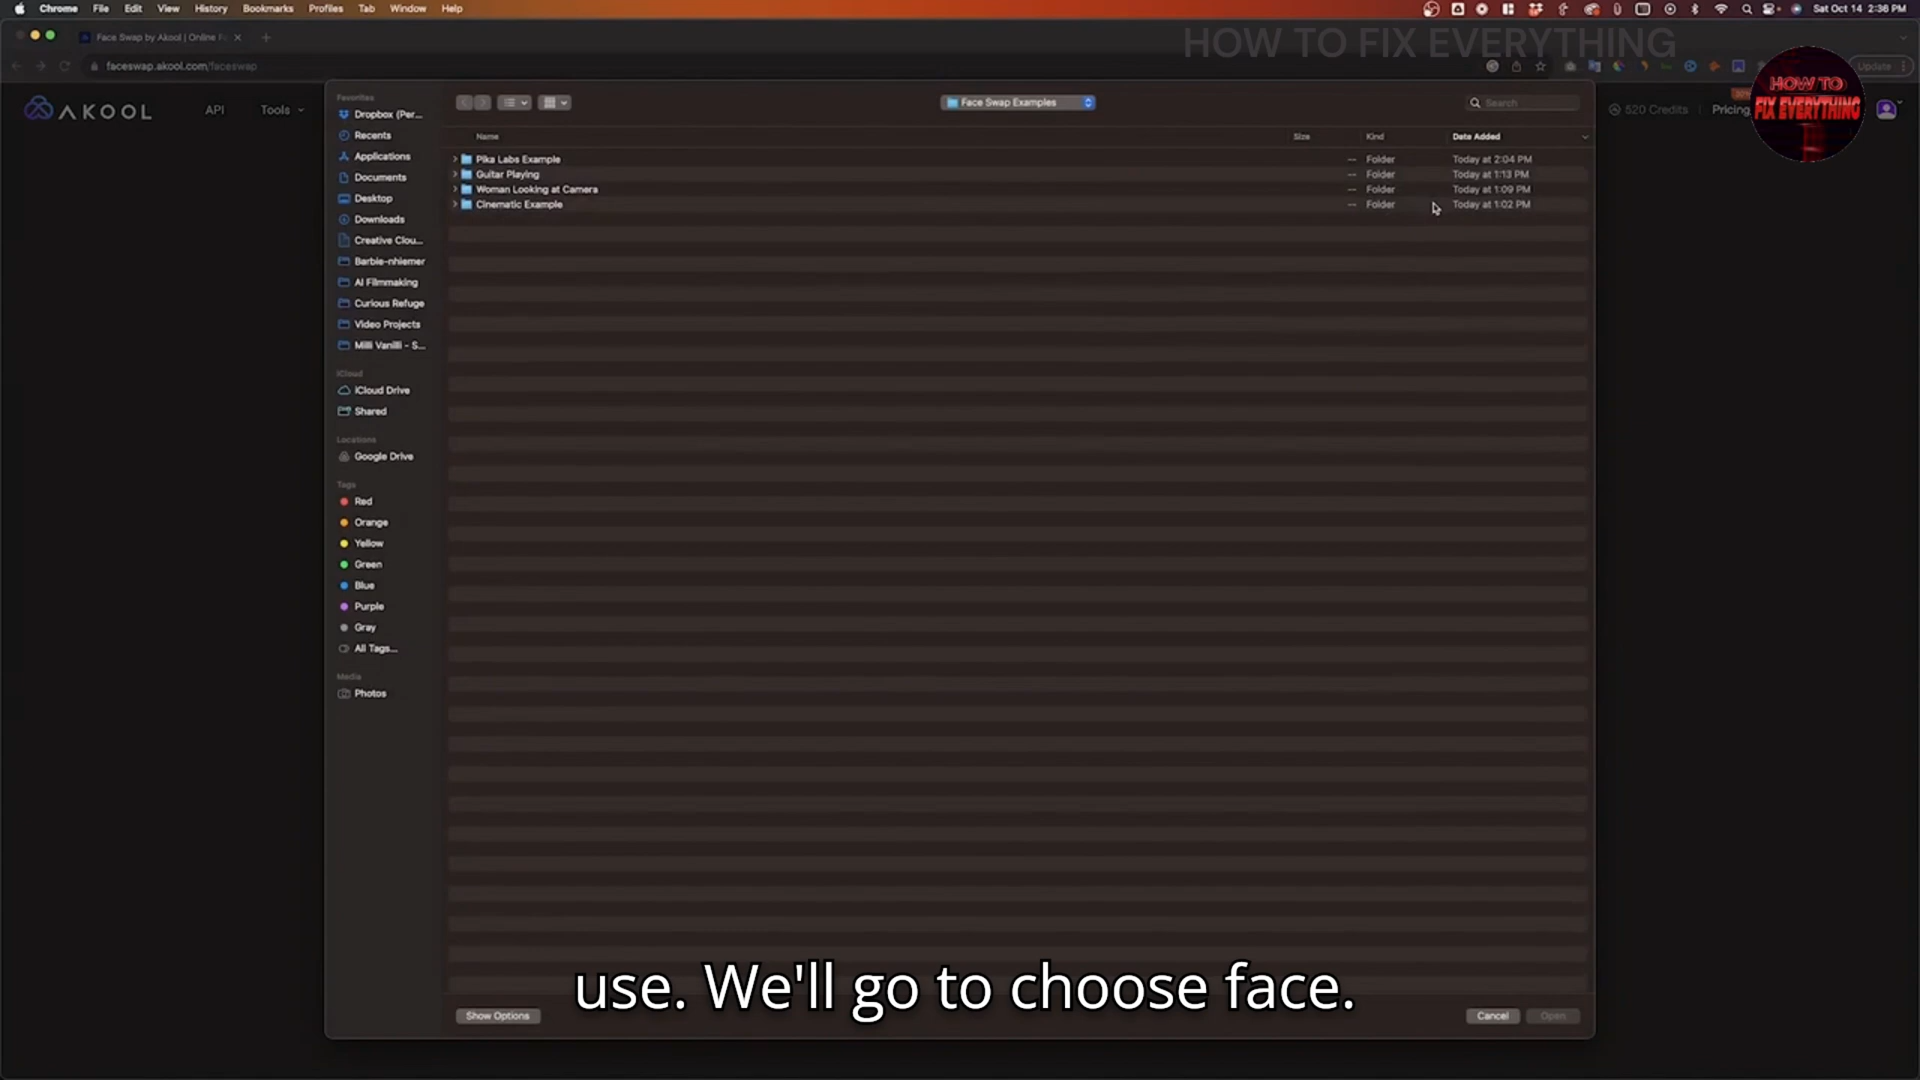 Chrome File Edit View History Bookmarks Profiles Tab Window Help Sat Oct 14 2:36 PM
Face Swap by Akool | Online F
HOW TO FIX EVERYTHING
faceswap.akool.com/faceswap
Update
AKOOL API Tools
520 Credits Pricing
HOW TO
FIX EVERYTHING
Favorites
Dropbox (Per...
Recents
Applications
Documents
Desktop
Downloads
Creative Clou...
Barbie-nhiemer
AI Filmmaking
Curious Refuge
Video Projects
Milli Vanilli - S...
iCloud
iCloud Drive
Shared
Locations
Google Drive
Tags
Red
Orange
Yellow
Green
Blue
Purple
Gray
All Tags...
Media
Photos
Face Swap Examples
Search
Name Size Kind Date Added
Pika Labs Example -- Folder Today at 2:04 PM
Guitar Playing -- Folder Today at 1:13 PM
Woman Looking at Camera -- Folder Today at 1:09 PM
Cinematic Example -- Folder Today at 1:02 PM
use. We'll go to choose face.
Show Options Cancel Open